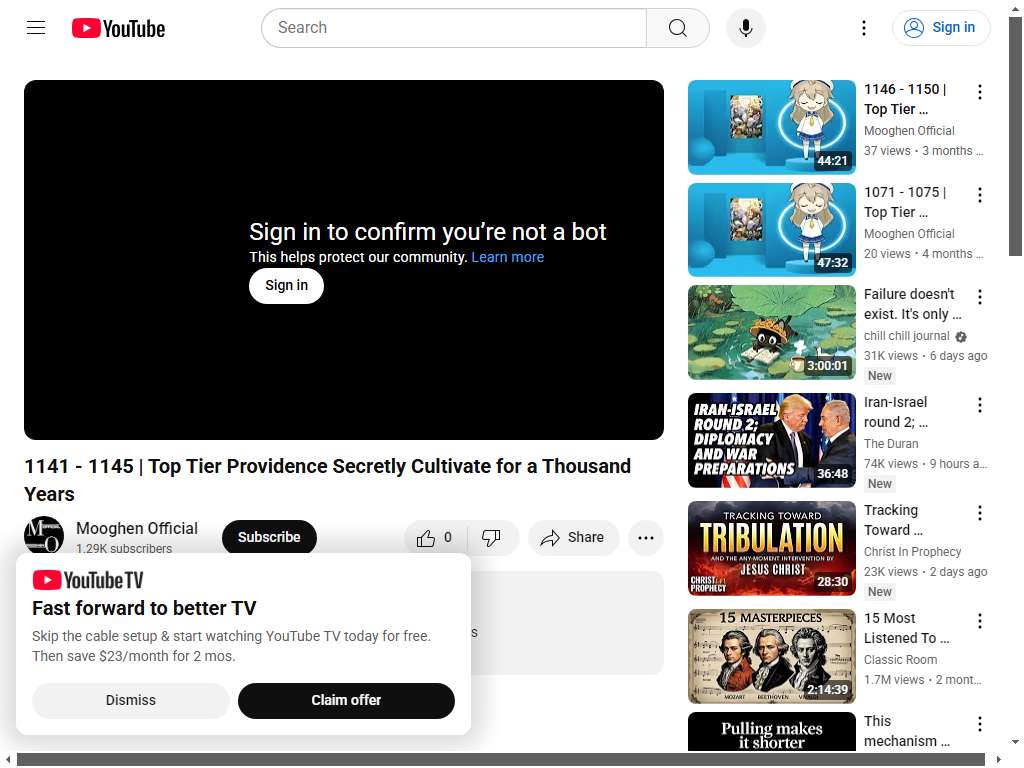 YouTube
Search
Sign in
Sign in to confirm you’re not a bot
This helps protect our community. Learn more
Sign in
1141 - 1145 | Top Tier Providence Secretly Cultivate for a Thousand
Years
Mooghen Official
1.29K subscribers
Subscribe
0
Share
s
YouTube TV
Fast forward to better TV
Skip the cable setup & start watching YouTube TV today for free.
Then save $23/month for 2 mos.
Dismiss
Claim offer
44:21
1146 - 1150 |
Top Tier …
Mooghen Official
37 views • 3 months …
47:32
1071 - 1075 |
Top Tier …
Mooghen Official
20 views • 4 months …
3:00:01
Failure doesn't
exist. It's only …
chill chill journal
31K views • 6 days ago
New
IRAN-ISRAEL
ROUND 2;
DIPLOMACY
AND WAR
PREPARATIONS
36:48
Iran-Israel
round 2; …
The Duran
74K views • 9 hours a…
New
TRACKING TOWARD
TRIBULATION
AND THE ANY-MOMENT INTERVENTION BY
JESUS CHRIST
CHRIST IN
PROPHECY
28:30
Tracking
Toward …
Christ In Prophecy
23K views • 2 days ago
New
15 MASTERPIECES
MOZART BEETHOVEN
2:14:39
15 Most
Listened To …
Classic Room
1.7M views • 2 mont…
Pulling makes
it shorter
This
mechanism …